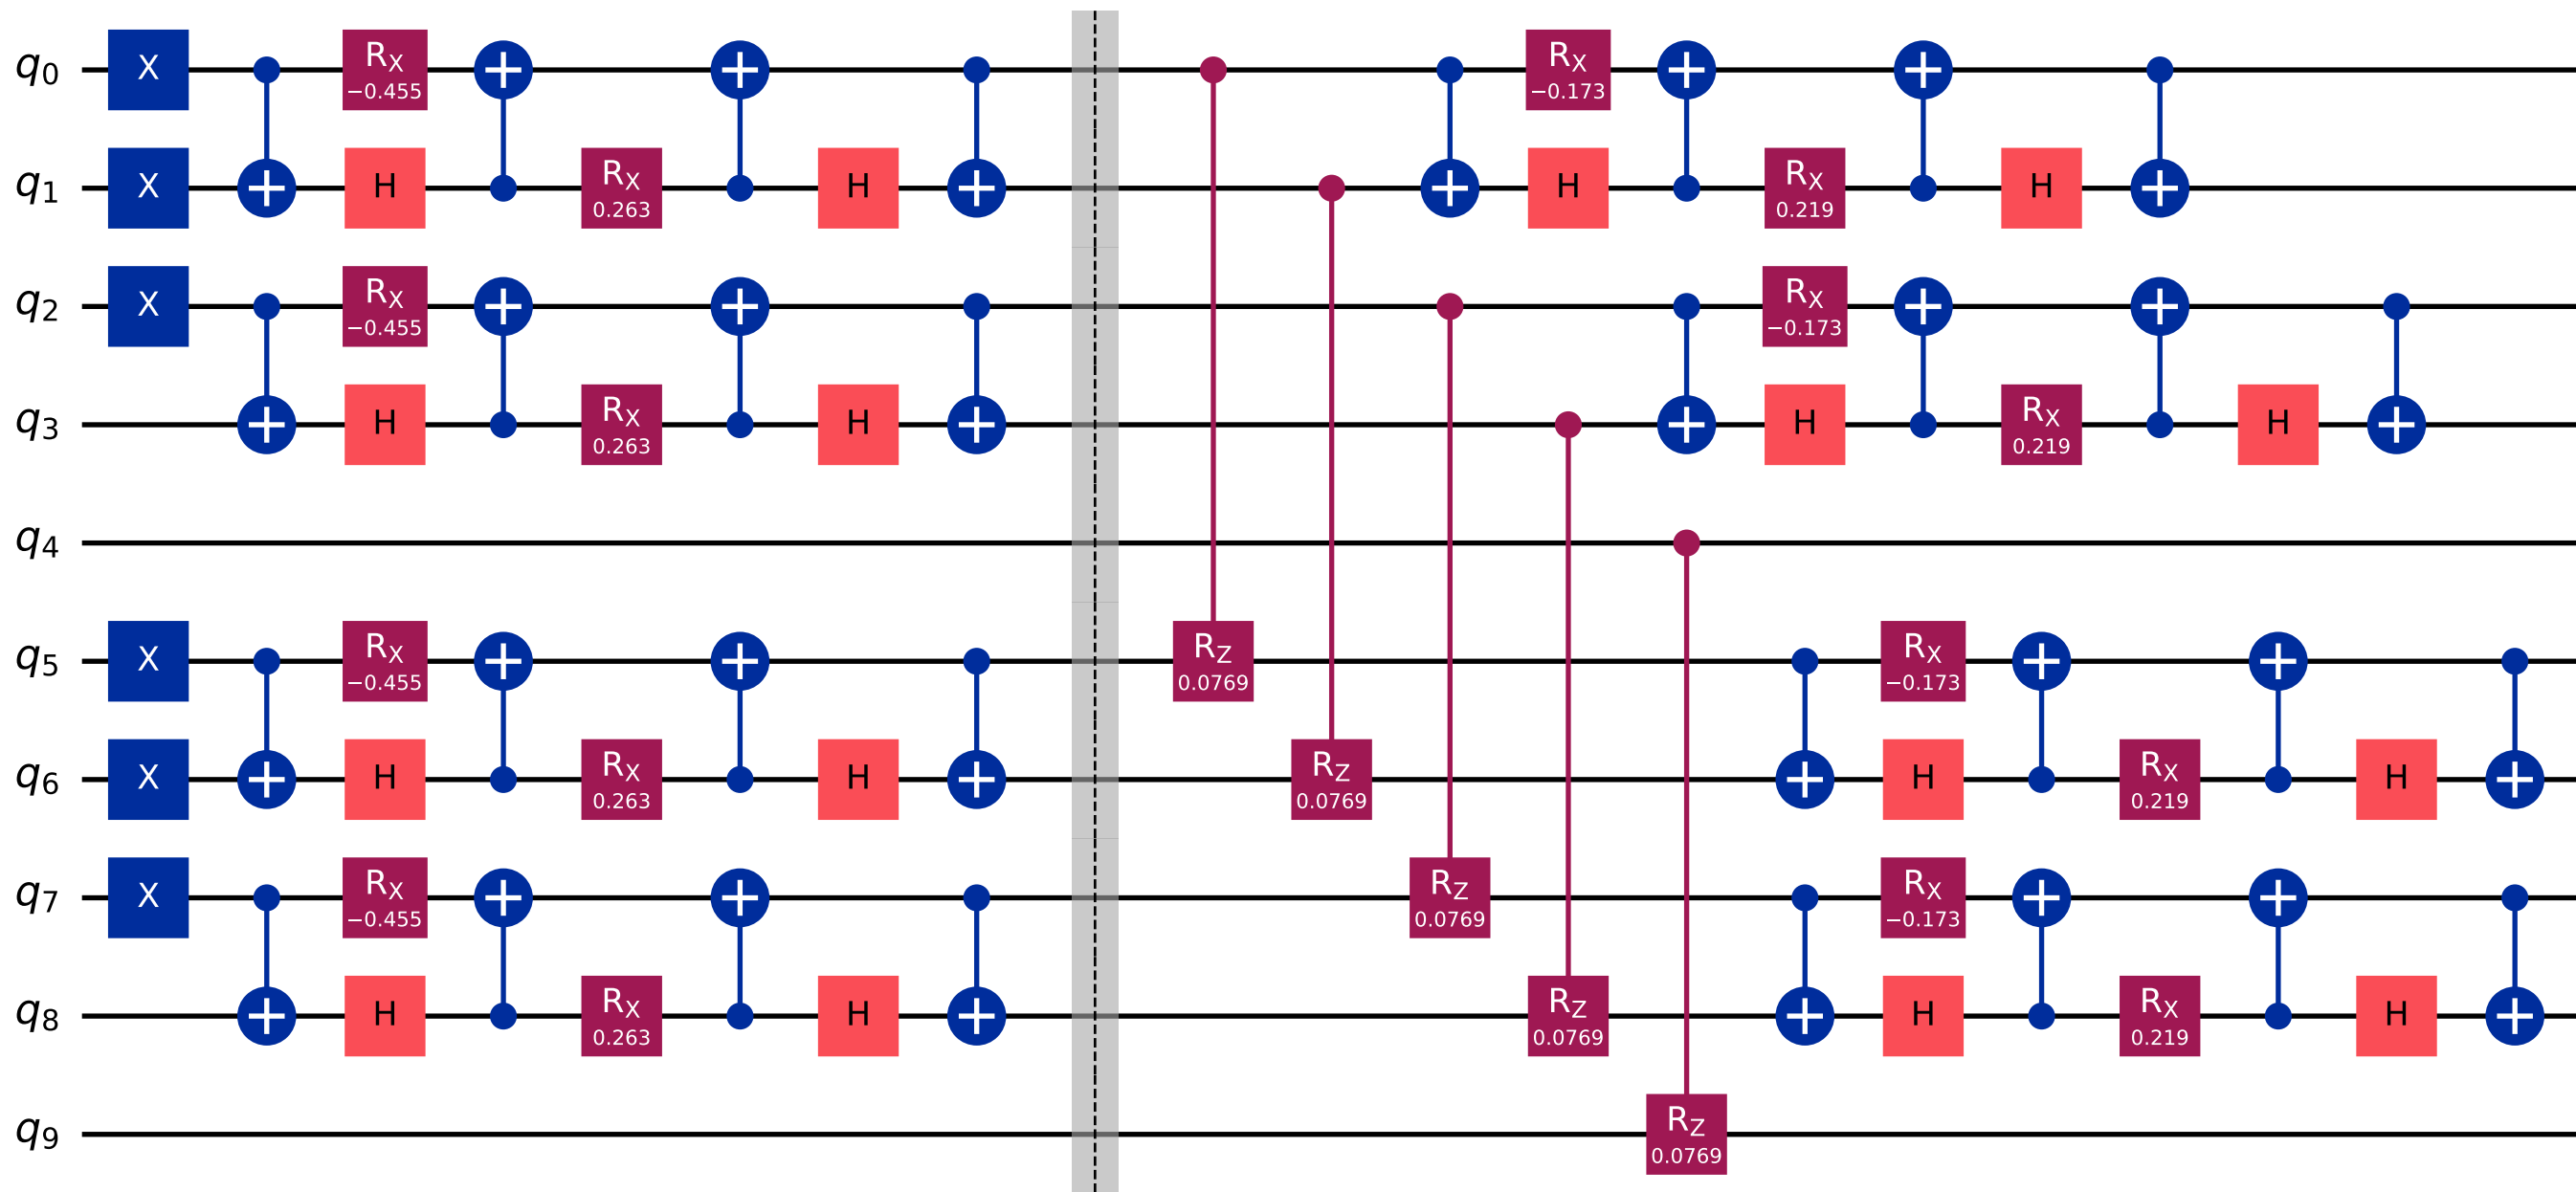 q0 X RX −0.455 RX −0.173
q1 X H RX 0.263 H H RX 0.219 H
q2 X RX −0.455 RX −0.173
q3 H RX 0.263 H H RX 0.219 H
q4
q5 X RX −0.455 RZ 0.0769 RX −0.173
q6 X H RX 0.263 H RZ 0.0769 H RX 0.219 H
q7 X RX −0.455 RZ 0.0769 RX −0.173
q8 H RX 0.263 H RZ 0.0769 H RX 0.219 H
q9 RZ 0.0769